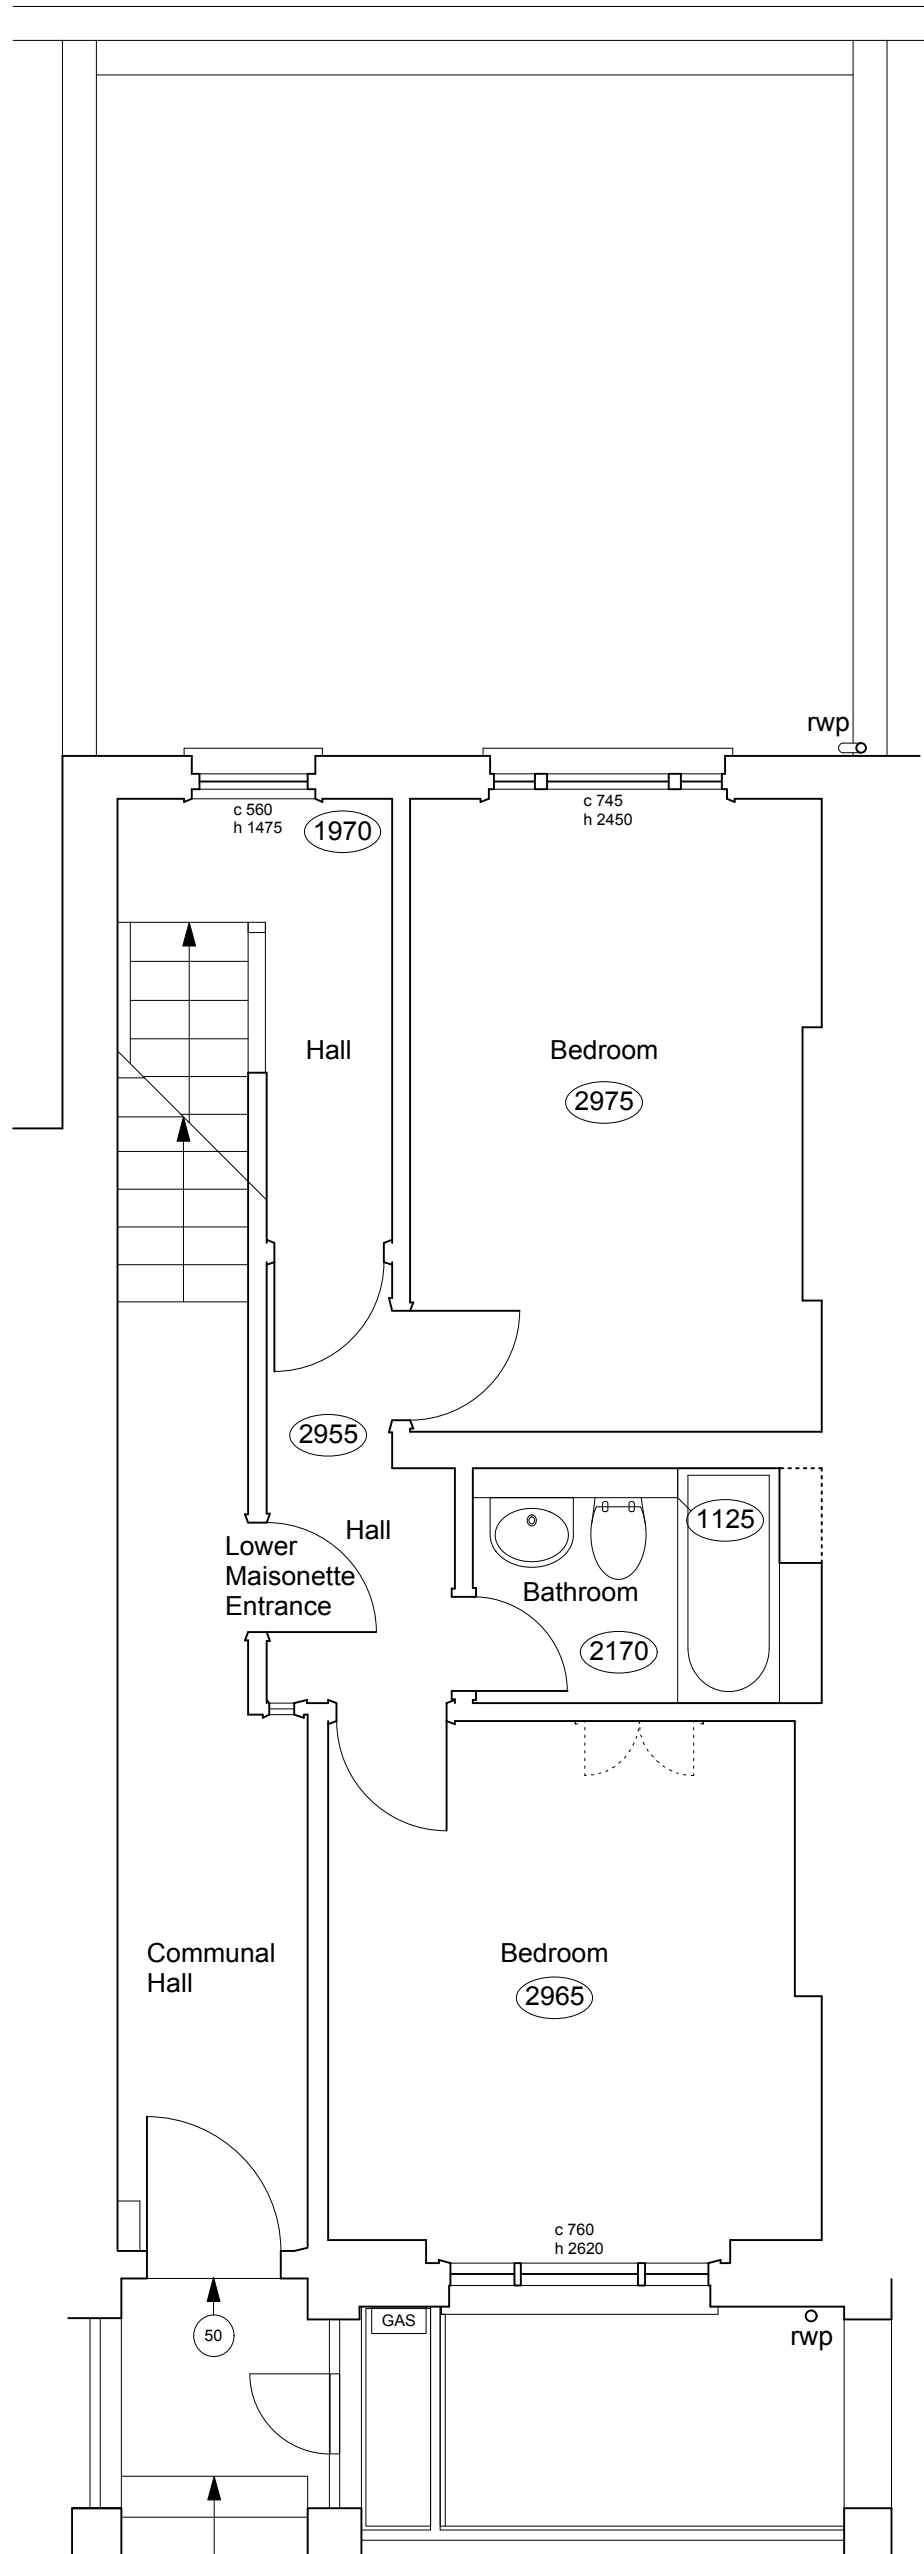 rwp
c 560
h 1475
1970
c 745
h 2450
Hall
Bedroom
2975
2955
Hall
Lower
Maisonette
Entrance
1125
Bathroom
2170
Communal
Hall
Bedroom
2965
c 760
h 2620
GAS
50
rwp